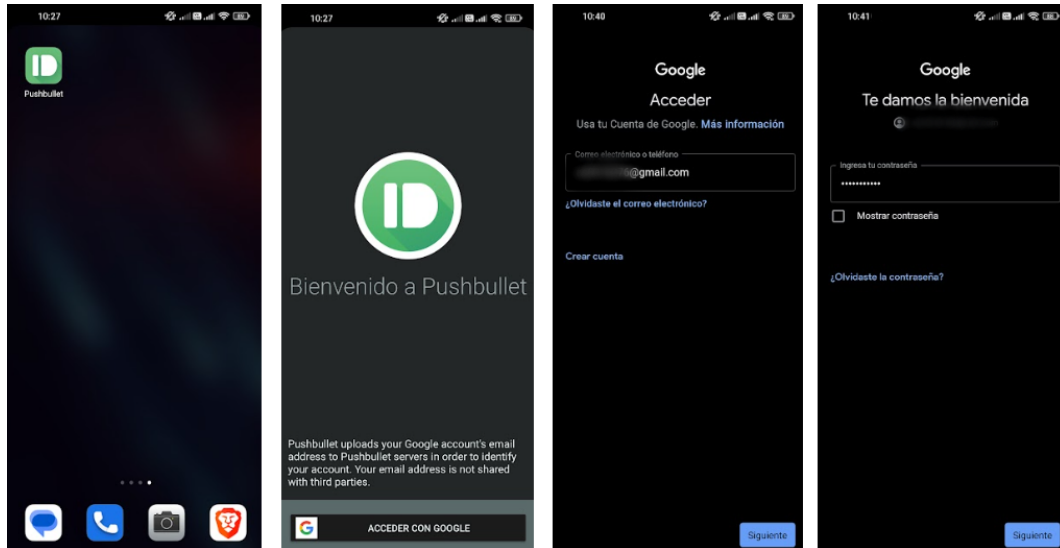 10:27
Pushbullet
10:27
Bienvenido a Pushbullet
Pushbullet uploads your Google account's email
address to Pushbullet servers in order to identify
your account. Your email address is not shared
with third parties.
ACCEDER CON GOOGLE
10:40
Google
Acceder
Usa tu Cuenta de Google. Más información
Correo electrónico o teléfono
@gmail.com
¿Olvidaste el correo electrónico?
Crear cuenta
Siguiente
10:41
Google
Te damos la bienvenida
Ingresa tu contraseña
•••••••••••
Mostrar contraseña
¿Olvidaste la contraseña?
Siguiente